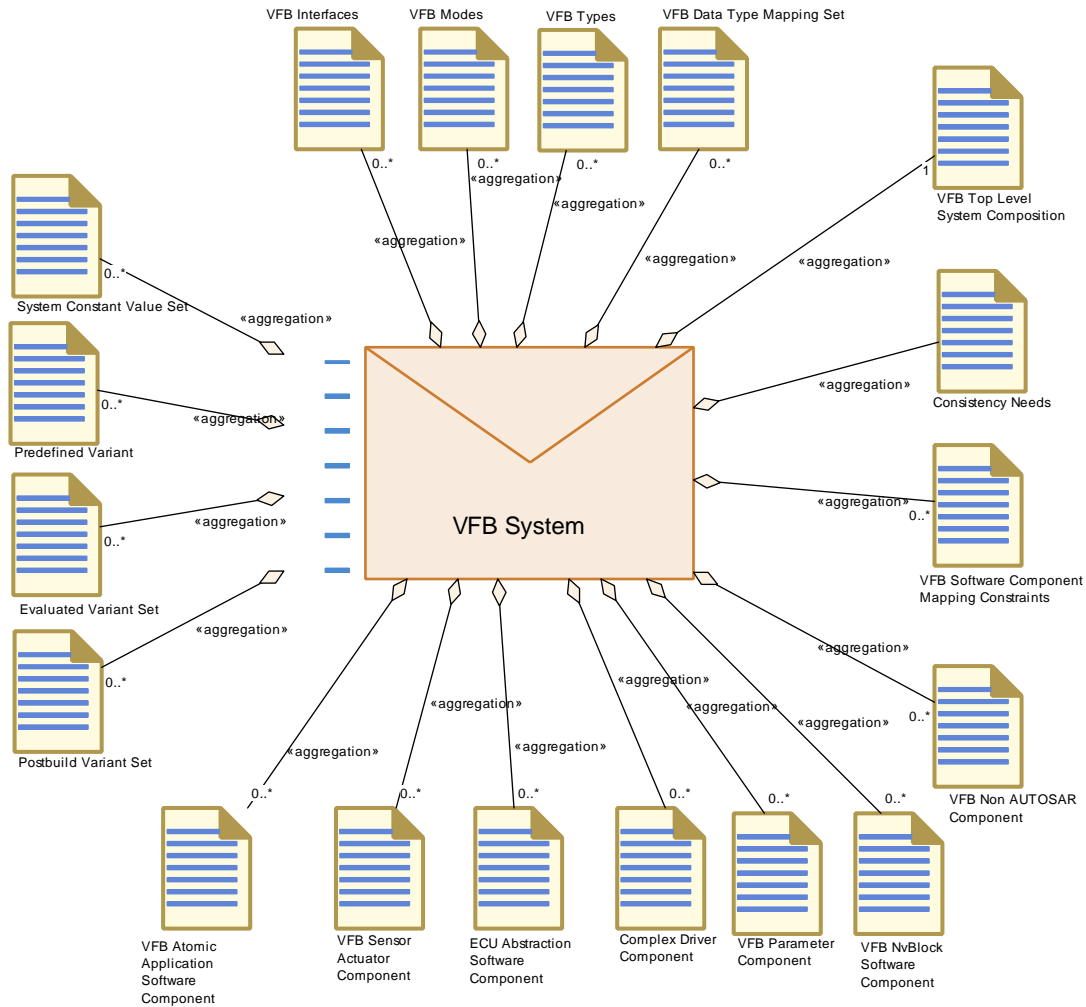 VFB Interfaces
VFB Modes
VFB Types
VFB Data Type Mapping Set
0..*
0..*
0..*
0..*
1
VFB Top Level
System Composition
«aggregation»
«aggregation»
«aggregation»
«aggregation»
«aggregation»
0..*
System Constant Value Set
«aggregation»
0..*
Predefined Variant
«aggregation»
«aggregation»
Consistency Needs
0..*
Evaluated Variant Set
«aggregation»
VFB System
«aggregation»
0..*
VFB Software Component
Mapping Constraints
0..*
Postbuild Variant Set
«aggregation»
«aggregation»
0..*
VFB Non AUTOSAR
Component
«aggregation»
«aggregation»
«aggregation»
«aggregation»
«aggregation»
«aggregation»
0..*
0..*
0..*
0..*
0..*
0..*
VFB Atomic
Application
Software
Component
VFB Sensor
Actuator
Component
ECU Abstraction
Software
Component
Complex Driver
Component
VFB Parameter
Component
VFB NvBlock
Software
Component